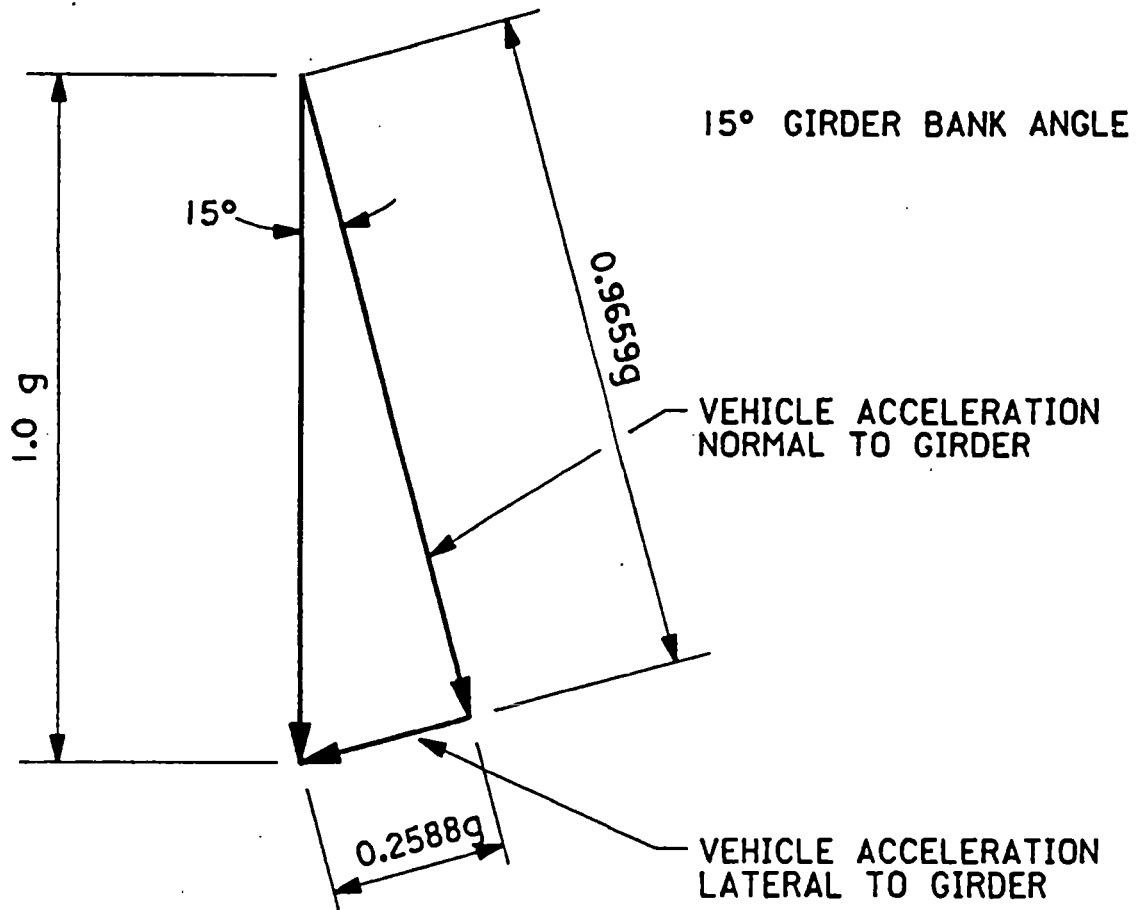 15° GIRDER BANK ANGLE
15°
0.9659g
1.0 g
VEHICLE ACCELERATION
NORMAL TO GIRDER
0.2588g
VEHICLE ACCELERATION
LATERAL TO GIRDER